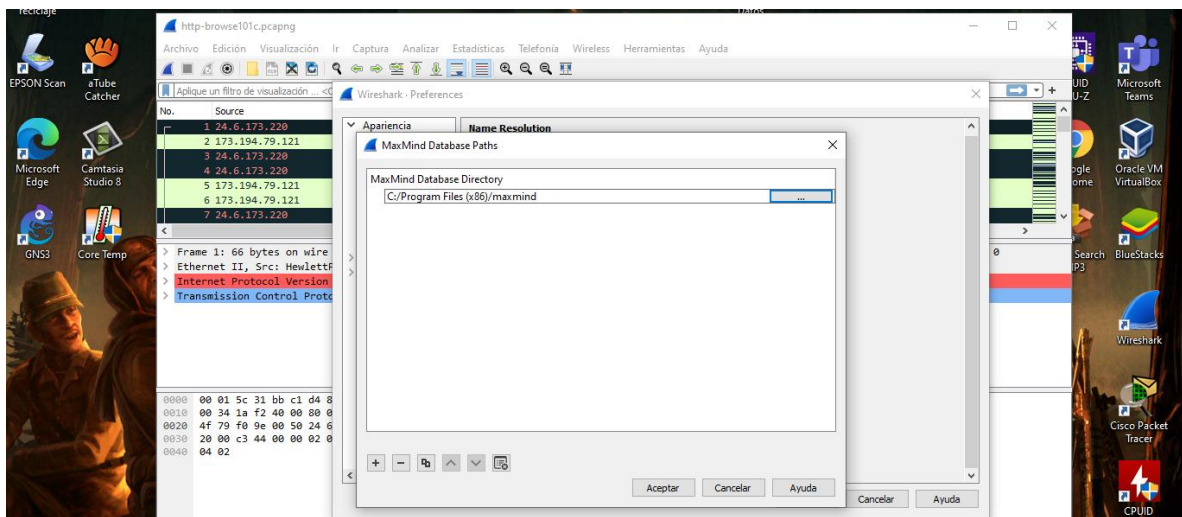 reciclaje
Datos
http-browse101c.pcapng
Archivo Edición Visualización Ir Captura Analizar Estadísticas Telefonía Wireless Herramientas Ayuda
Aplique un filtro de visualización ... <C
No. Source
1 24.6.173.220
2 173.194.79.121
3 24.6.173.220
4 24.6.173.220
5 173.194.79.121
6 173.194.79.121
7 24.6.173.220
Frame 1: 66 bytes on wire
0
Ethernet II, Src: HewlettP
Internet Protocol Version
Transmission Control Proto
0000 00 01 5c 31 bb c1 d4 8
0010 00 34 1a f2 40 00 80 0
0020 4f 79 f0 9e 00 50 24 6
0030 20 00 c3 44 00 00 02 0
0040 04 02
Wireshark · Preferences
Apariencia
Name Resolution
Cancelar Ayuda
MaxMind Database Paths
MaxMind Database Directory
C:/Program Files (x86)/maxmind
...
Aceptar Cancelar Ayuda
EPSON Scan
aTube
Catcher
Microsoft
Edge
Camtasia
Studio 8
GNS3
Core Temp
UID
U-Z
Microsoft
Teams
ogle
ome
Oracle VM
VirtualBox
Search
P3
BlueStacks
Wireshark
Cisco Packet
Tracer
CPUID